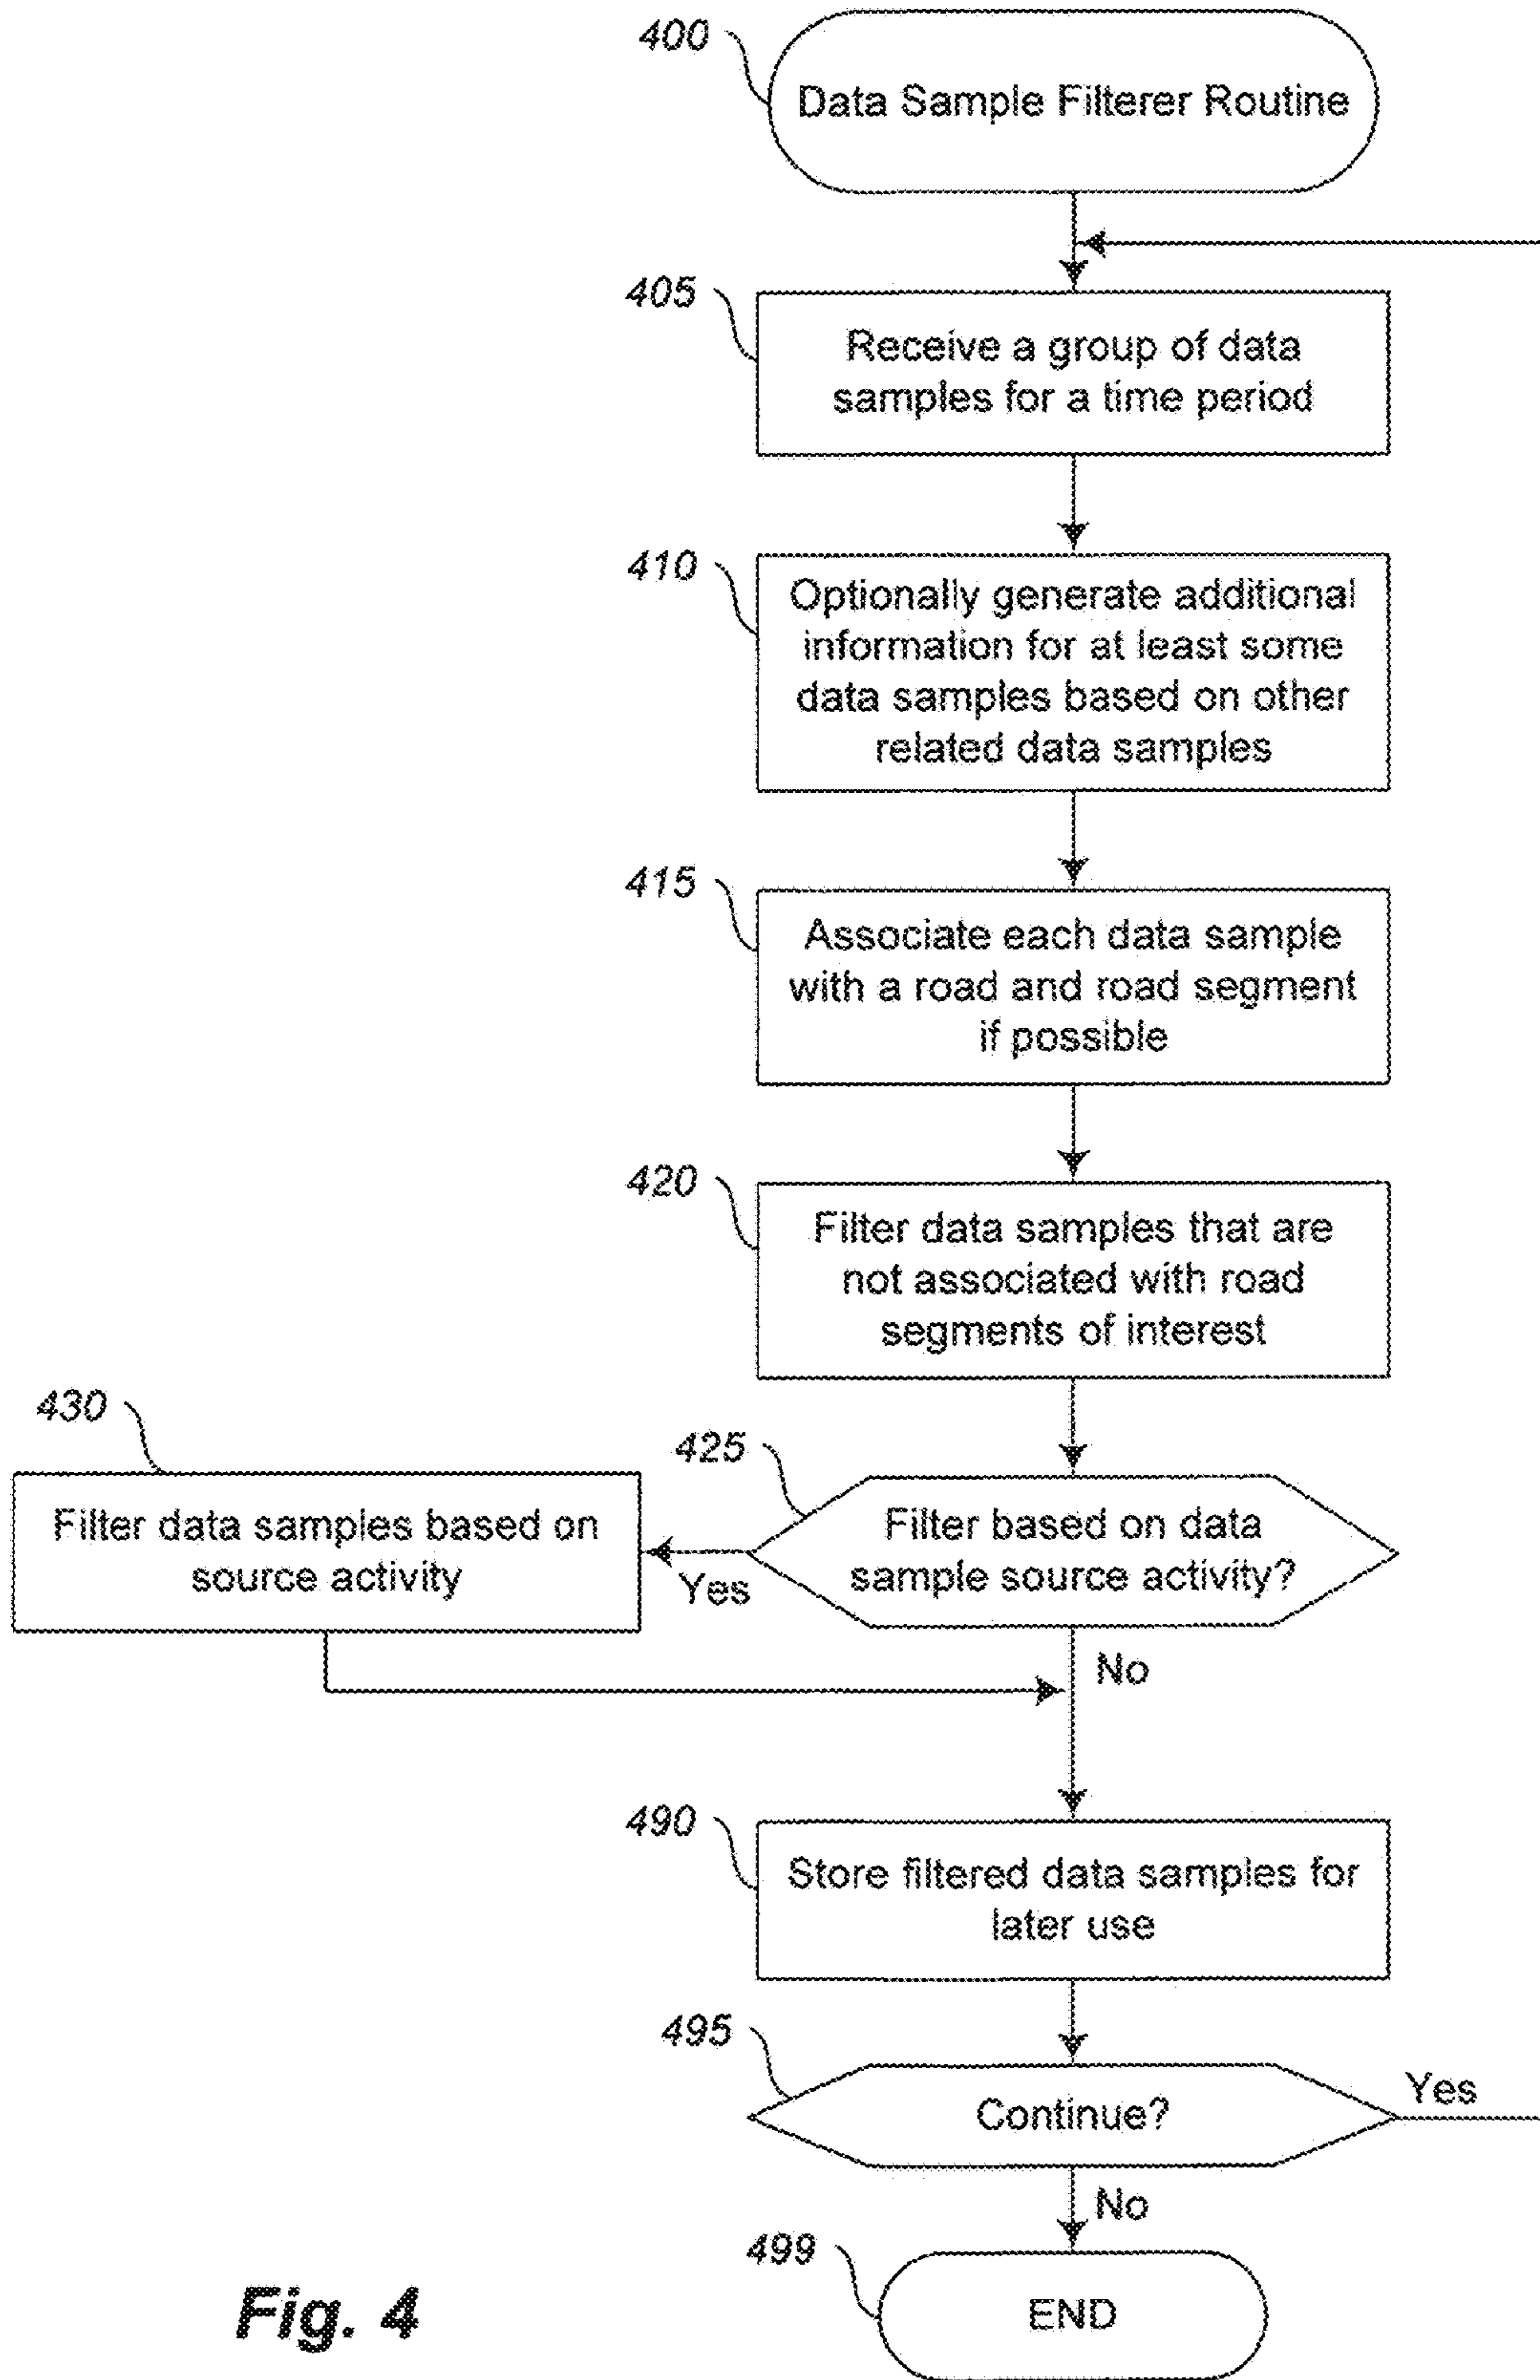 400
Data Sample Filterer Routine
405
Receive a group of data
samples for a time period
410
Optionally generate additional
information for at least some
data samples based on other
related data samples
415
Associate each data sample
with a road and road segment
if possible
420
Filter data samples that are
not associated with road
segments of interest
430
Filter data samples based on
source activity
425
Filter based on data
sample source activity?
Yes
No
490
Store filtered data samples for
later use
495
Continue?
Yes
No
499
END
Fig. 4